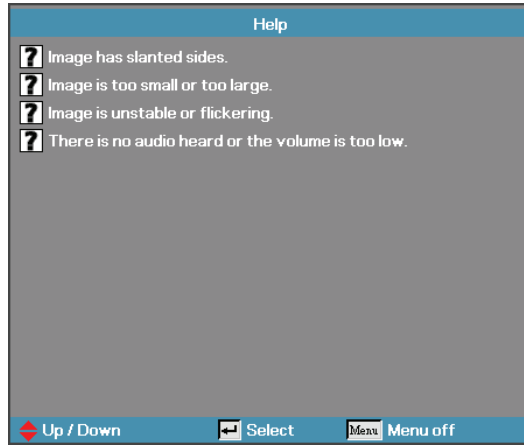 Help
? Image has slanted sides.
? Image is too small or too large.
? Image is unstable or flickering.
? There is no audio heard or the volume is too low.
Up / Down Select Menu Menu off